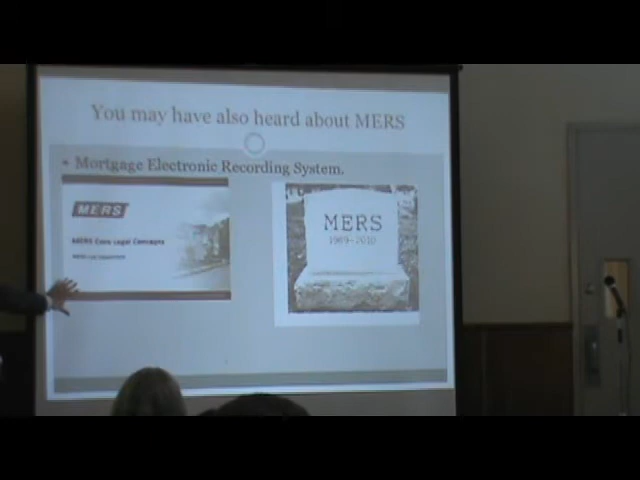 You may have also heard about MERS
Mortgage Electronic Recording System.
MERS
MERS Core Legal Concepts
MERS
1969-2010